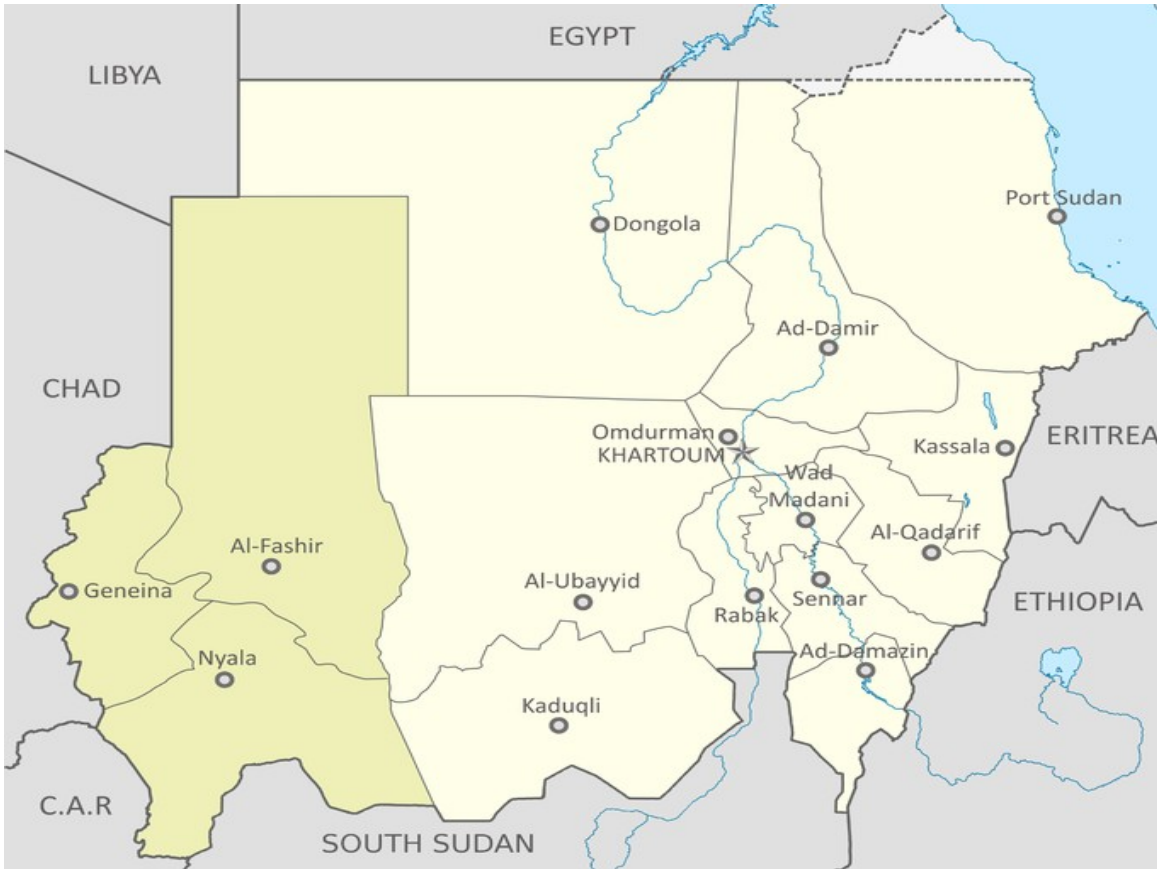 EGYPT
LIBYA
Port Sudan
Dongola
Ad-Damir
CHAD
Omdurman
KHARTOUM
ERITREA
Kassala
Wad
Madani
Al-Qadarif
Al-Fashir
Al-Ubayyid
Geneina
Sennar
ETHIOPIA
Rabak
Ad-Damazin
Nyala
Kaduqli
C.A.R
SOUTH SUDAN